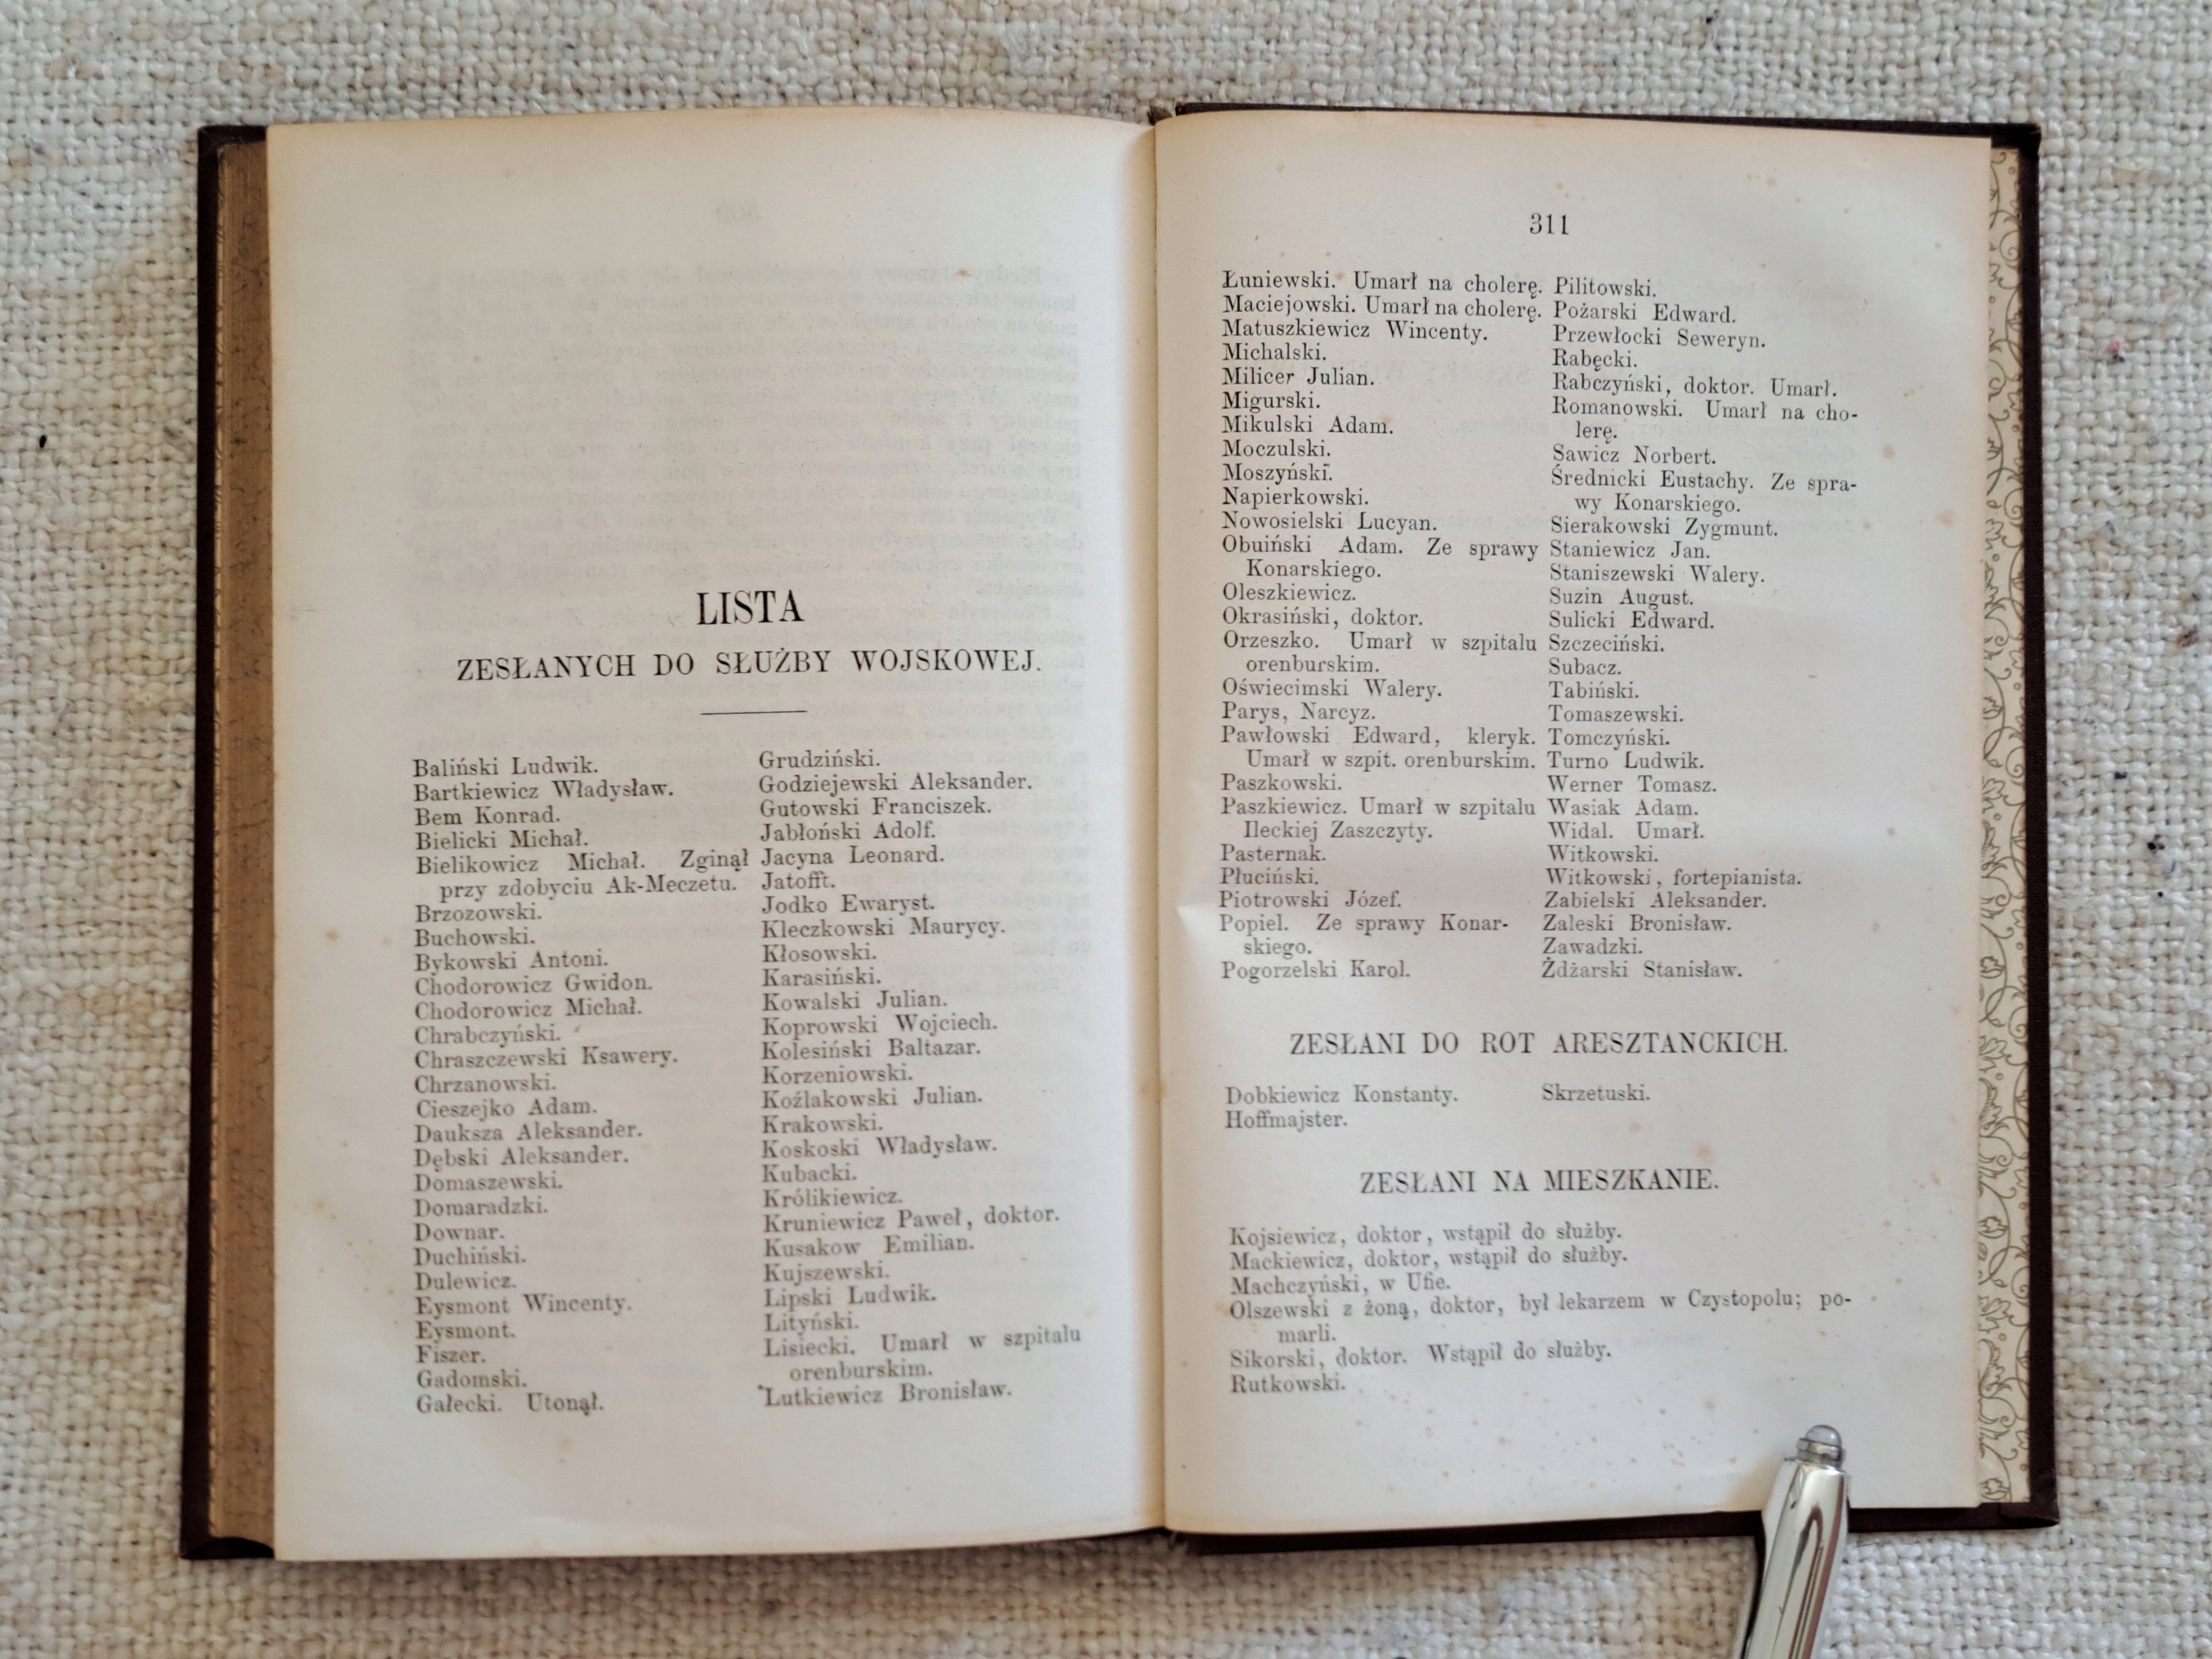 LISTA
ZESŁANYCH DO SŁUŻBY WOJSKOWEJ.
Baliński Ludwik.
Bartkiewicz Władysław.
Bem Konrad.
Bielicki Michał.
Bielikowicz Michał. Zginął
przy zdobyciu Ak-Meczetu.
Brzozowski.
Buchowski.
Bykowski Antoni.
Chodorowicz Gwidon.
Chodorowicz Michał.
Chrabczyński.
Chraszczewski Ksawery.
Chrzanowski.
Cieszejko Adam.
Dauksza Aleksander.
Dębski Aleksander.
Domaszewski.
Domaradzki.
Downar.
Duchiński.
Dulewicz.
Eysmont Wincenty.
Eysmont.
Fiszer.
Gadomski.
Gałecki. Utonął.
Grudziński.
Godziejewski Aleksander.
Gutowski Franciszek.
Jabłoński Adolf.
Jacyna Leonard.
Jatofft.
Jodko Ewaryst.
Kleczkowski Maurycy.
Kłosowski.
Karasiński.
Kowalski Julian.
Koprowski Wojciech.
Kolesiński Baltazar.
Korzeniowski.
Koźlakowski Julian.
Krakowski.
Koskoski Władysław.
Kubacki.
Królikiewicz.
Kruniewicz Paweł, doktor.
Kusakow Emilian.
Kujszewski.
Lipski Ludwik.
Lityński.
Lisiecki. Umarł w szpitalu
orenburskim.
Lutkiewicz Bronisław.
311
Łuniewski. Umarł na cholerę.
Maciejowski. Umarł na cholerę.
Matuszkiewicz Wincenty.
Michalski.
Milicer Julian.
Migurski.
Mikulski Adam.
Moczulski.
Moszyński.
Napierkowski.
Nowosielski Lucyan.
Obuiński Adam. Ze sprawy
Konarskiego.
Oleszkiewicz.
Okrasiński, doktor.
Orzeszko. Umarł w szpitalu
orenburskim.
Oświecimski Walery.
Parys, Narcyz.
Pawłowski Edward, kleryk.
Umarł w szpit. orenburskim.
Paszkowski.
Paszkiewicz. Umarł w szpitalu
Ileckiej Zaszczyty.
Pasternak.
Płuciński.
Piotrowski Józef.
Popiel. Ze sprawy Konar-
skiego.
Pogorzelski Karol.
Pilitowski.
Pożarski Edward.
Przewłocki Seweryn.
Rabęcki.
Rabczyński, doktor. Umarł.
Romanowski. Umarł na cho-
lerę.
Sawicz Norbert.
Średnicki Eustachy. Ze spra-
wy Konarskiego.
Sierakowski Zygmunt.
Staniewicz Jan.
Staniszewski Walery.
Suzin August.
Sulicki Edward.
Szczeciński.
Subacz.
Tabiński.
Tomaszewski.
Tomczyński.
Turno Ludwik.
Werner Tomasz.
Wasiak Adam.
Widal. Umarł.
Witkowski.
Witkowski, fortepianista.
Zabielski Aleksander.
Zaleski Bronisław.
Zawadzki.
Żdżarski Stanisław.
ZESŁANI DO ROT ARESZTANCKICH.
Dobkiewicz Konstanty.
Hoffmajster.
Skrzetuski.
ZESŁANI NA MIESZKANIE.
Kojsiewicz, doktor, wstąpił do służby.
Mackiewicz, doktor, wstąpił do służby.
Machczyński, w Ufie.
Olszewski z żoną, doktor, był lekarzem w Czystopolu; po-
marli.
Sikorski, doktor. Wstąpił do służby.
Rutkowski.